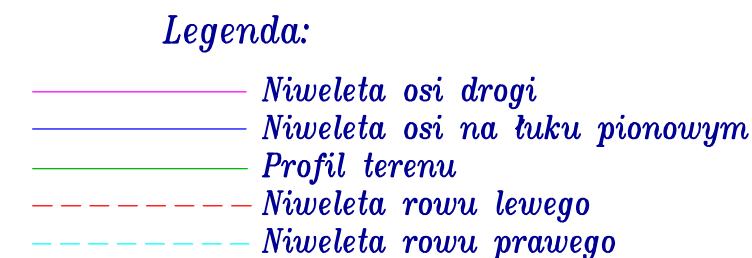 Legenda:
Niweleta osi drogi
Niweleta osi na łuku pionowym
Profil terenu
Niweleta rowu lewego
Niweleta rowu prawego